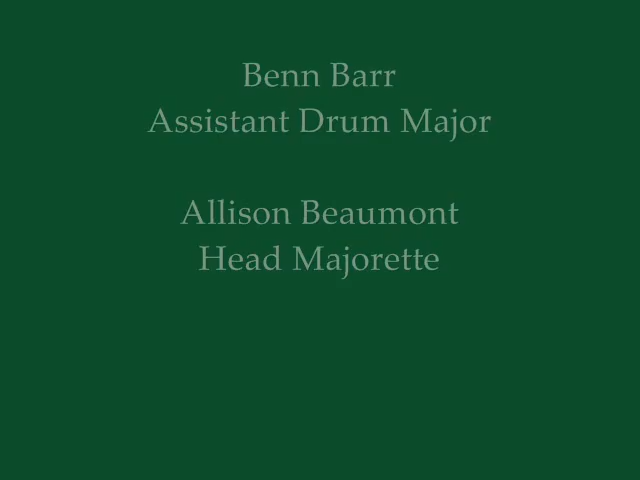 Benn Barr
Assistant Drum Major
Allison Beaumont
Head Majorette